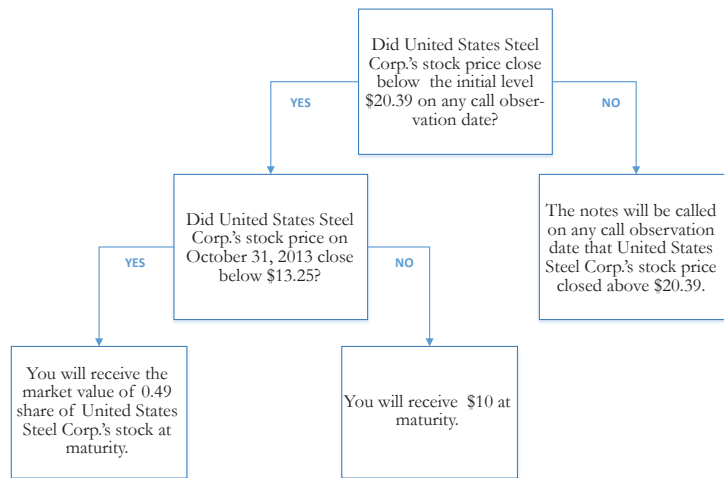 Did United States Steel
Corp.'s stock price close
below the initial level
$20.39 on any call obser-
vation date?
YES
NO
Did United States Steel
Corp.'s stock price on
October 31, 2013 close
below $13.25?
The notes will be called
on any call observation
date that United States
Steel Corp.'s stock price
closed above $20.39.
YES
NO
You will receive the
market value of 0.49
share of United States
Steel Corp.'s stock at
maturity.
You will receive $10 at
maturity.